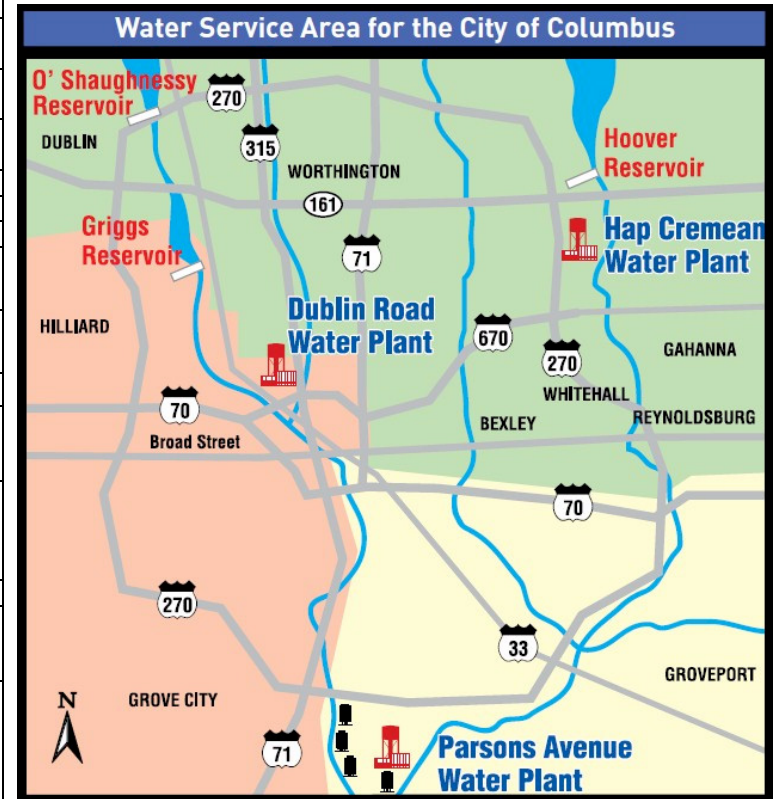 Water Service Area for the City of Columbus
O' Shaughnessy
Reservoir
270
DUBLIN
315
WORTHINGTON
Hoover
Reservoir
161
Griggs
Reservoir
71
Hap Cremean
Water Plant
HILLIARD
Dublin Road
Water Plant
670
270
GAHANNA
WHITEHALL
70
Broad Street
BEXLEY
REYNOLDSBURG
70
270
33
GROVEPORT
N
GROVE CITY
71
Parsons Avenue
Water Plant